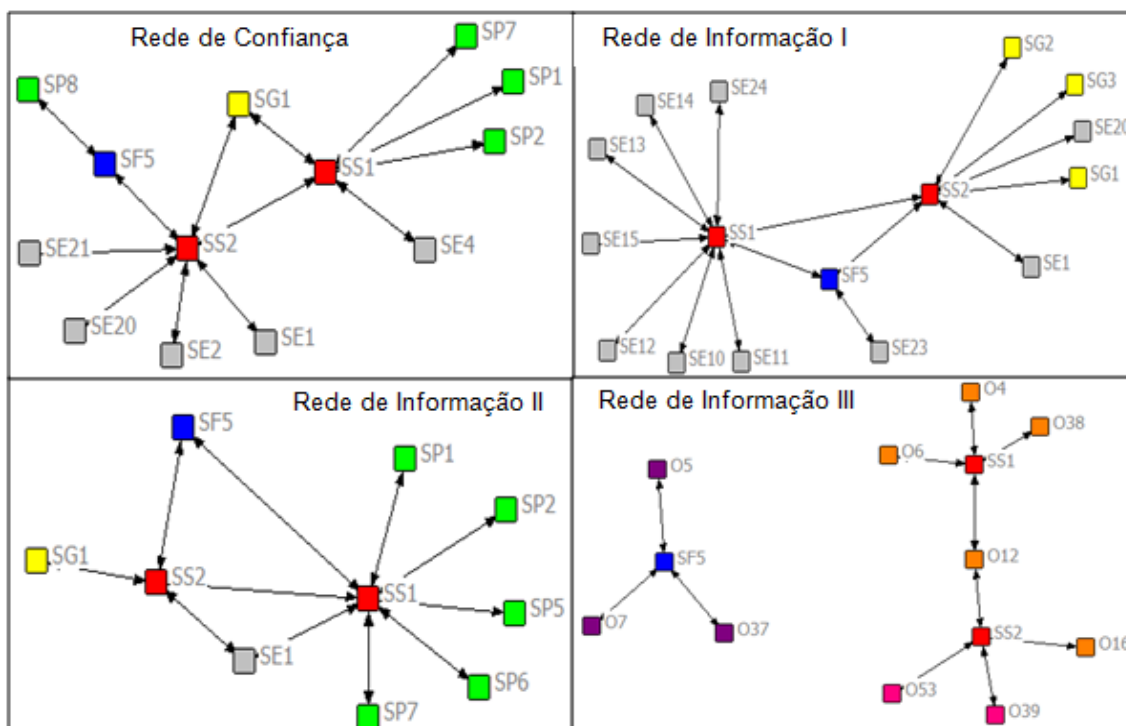 Rede de Confiança
SP7
SP8
SP1
SG1
SP2
SF5
SS1
SE21
SS2
SE4
SE20
SE2
SE1
Rede de Informação I
SG2
SE14
SE24
SG3
SE13
SE20
SG1
SS2
SE15
SS1
SE1
SF5
SE12
SE10
SE11
SE23
Rede de Informação II
SF5
SP1
SP2
SG1
SS2
SS1
SP5
SE1
SP6
SP7
Rede de Informação III
O4
O38
O6
O5
SS1
SF5
O12
O7
O37
SS2
O16
O53
O39